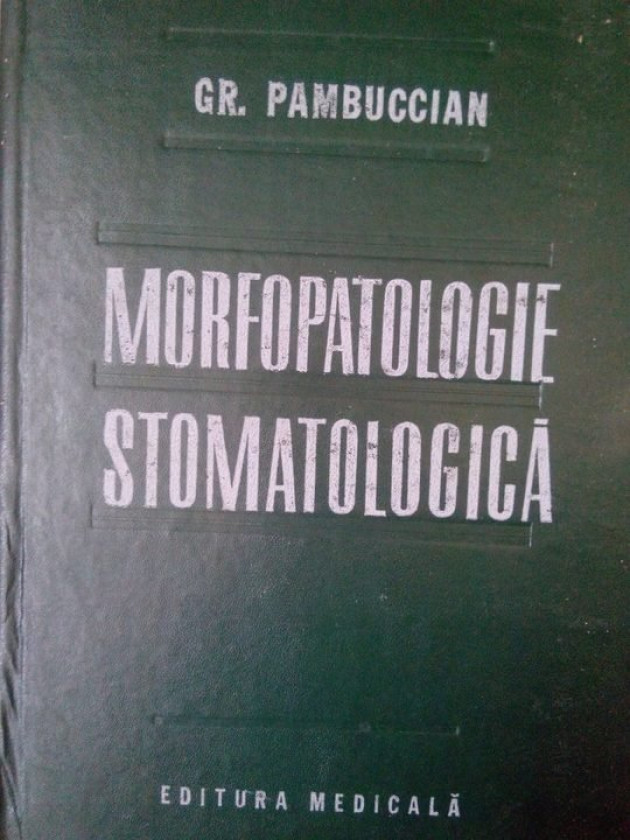 GR. PAMBUCCIAN
MORFOPATOLOGIE
STOMATOLOGICĂ
EDITURA MEDICALĂ